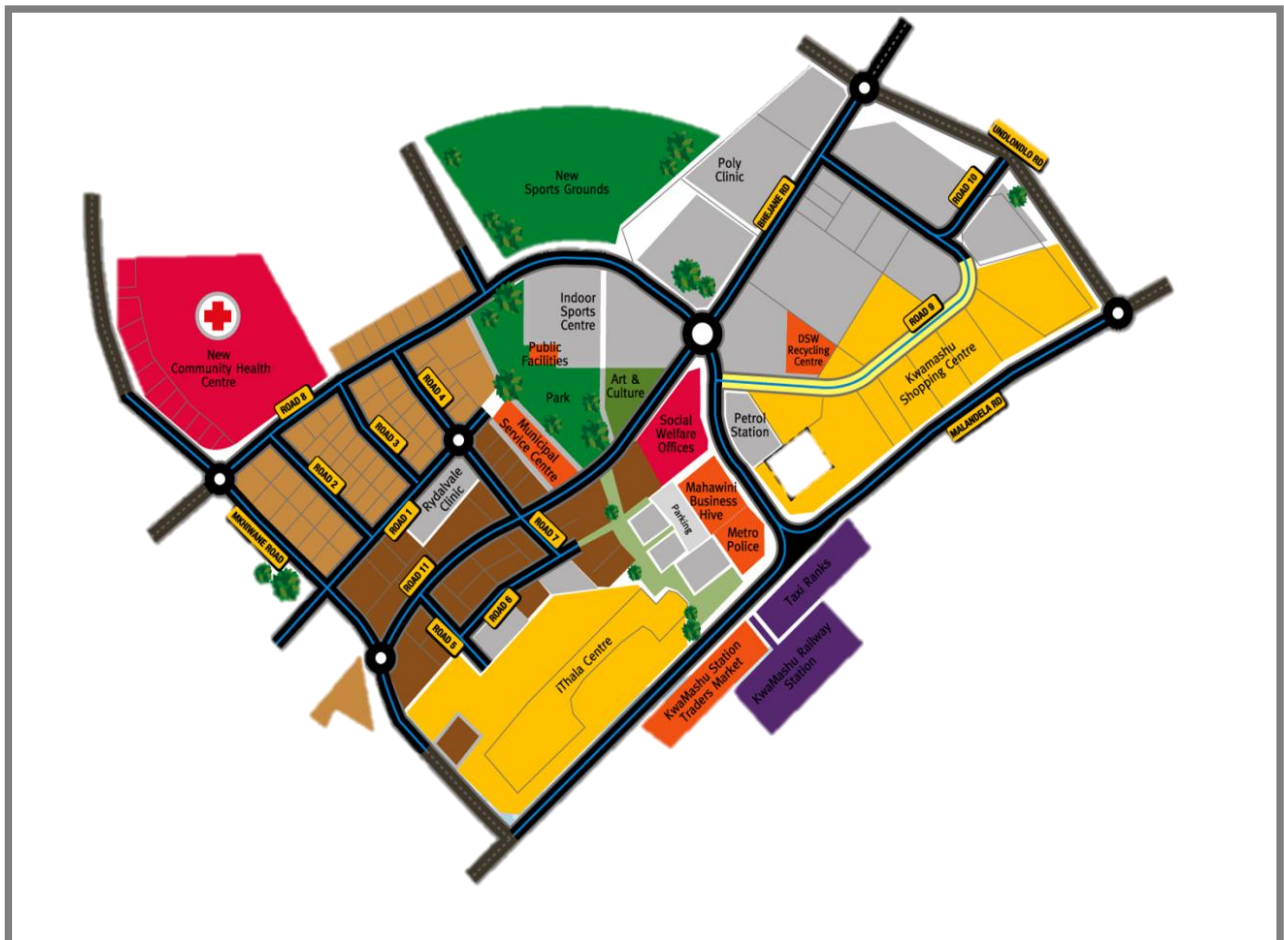 UNDLONDLO RD
New
Sports Grounds
Poly
Clinic
BHEJANE RD
ROAD 10
Indoor
Sports
Centre
New
Community Health
Centre
Public
Facilities
DSW
Recycling
Centre
ROAD 9
Kwamashu
Shopping Centre
ROAD 4
Park
Art &
Culture
ROAD 8
MALANDELA RD
ROAD 3
Municipal
Service Centre
Social
Welfare
Offices
Petrol
Station
ROAD 2
Rydalvale
Clinic
ROAD 1
Mahawini
Business
Hive
Parking
Metro
Police
MKHIWANE ROAD
ROAD 7
ROAD 11
Taxi Ranks
ROAD 6
ROAD 5
iThala Centre
KwaMashu Station
Traders Market
KwaMashu Railway
Station